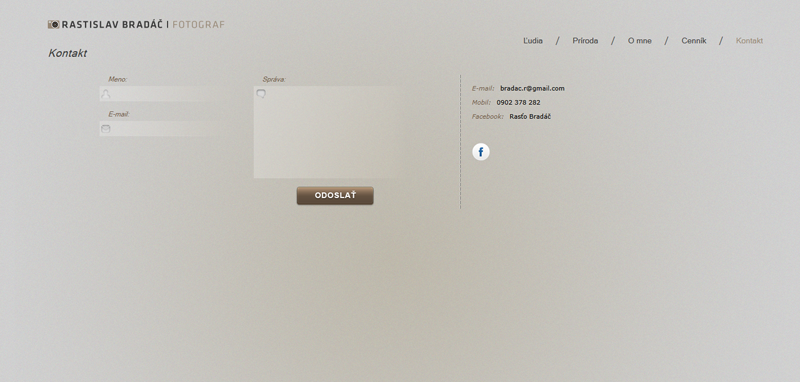 RASTISLAV BRADÁČ | FOTOGRAF
Ľudia / Príroda / O mne / Cenník / Kontakt
Kontakt
Meno:
E-mail:
Správa:
ODOSLAŤ
E-mail: bradac.r@gmail.com
Mobil: 0902 378 282
Facebook: Rasťo Bradáč
f